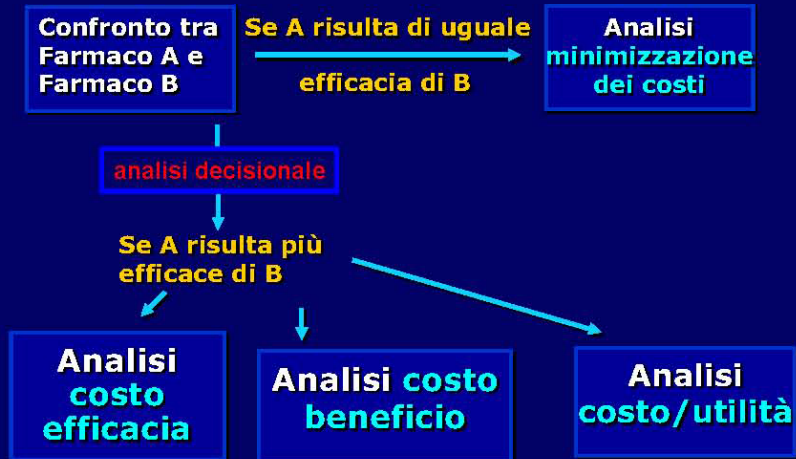 Confronto tra
Farmaco A e
Farmaco B
Se A risulta di uguale
efficacia di B
Analisi
minimizzazione
dei costi
analisi decisionale
Se A risulta più
efficace di B
Analisi
costo
efficacia
Analisi costo
beneficio
Analisi
costo/utilità